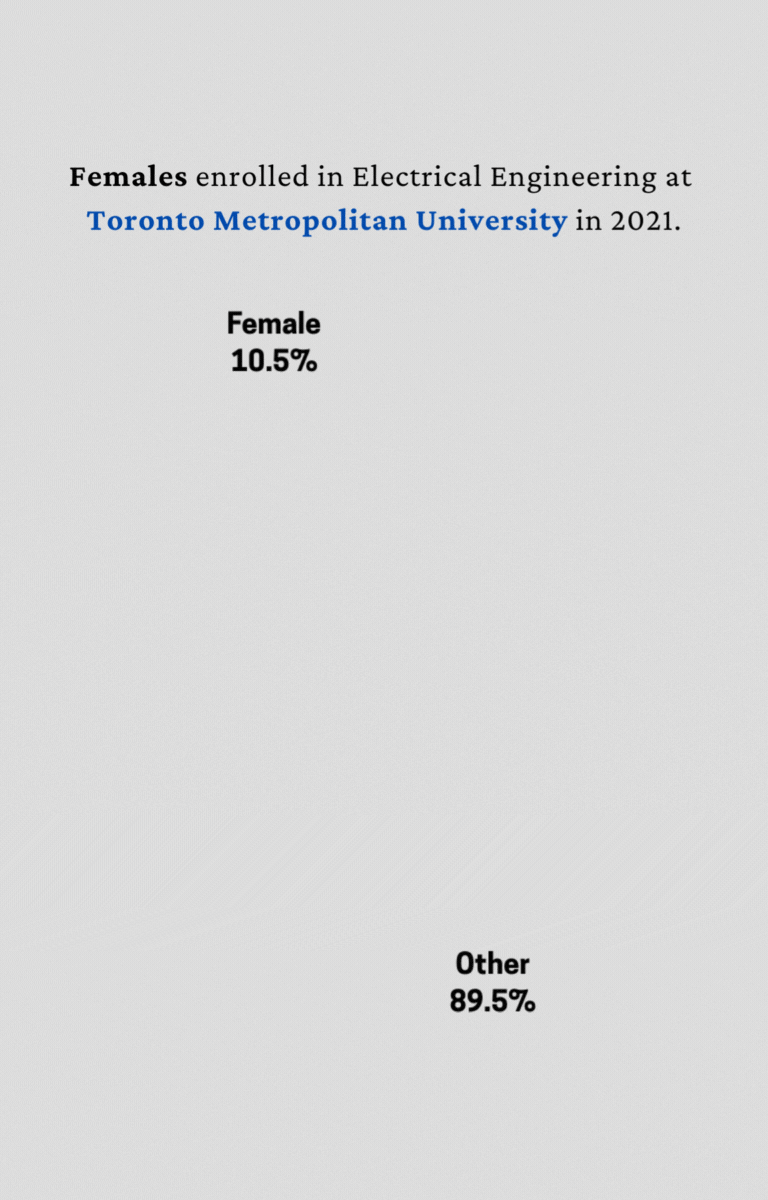 Females enrolled in Electrical Engineering at
Toronto Metropolitan University in 2021.
Female
10.5%
Other
89.5%